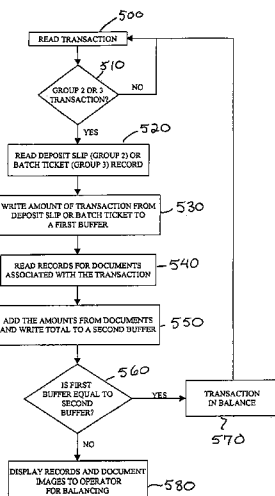 500
READ TRANSACTION
510
GROUP 2 OR 3
TRANSACTION?
NO
YES
520
READ DEPOSIT SLIP (GROUP 2) OR
BATCH TICKET (GROUP 3) RECORD
WRITE AMOUNT OF TRANSACTION FROM
DEPOSIT SLIP OR BATCH TICKET TO
A FIRST BUFFER
530
READ RECORDS FOR DOCUMENTS
ASSOCIATED WITH THE TRANSACTION
540
ADD THE AMOUNTS FROM DOCUMENTS
AND WRITE TOTAL TO A SECOND BUFFER
550
560
IS FIRST
BUFFER EQUAL TO
SECOND
BUFFER?
YES
TRANSACTION
IN BALANCE
570
NO
DISPLAY RECORDS AND DOCUMENT
IMAGES TO OPERATOR
FOR BALANCING
580